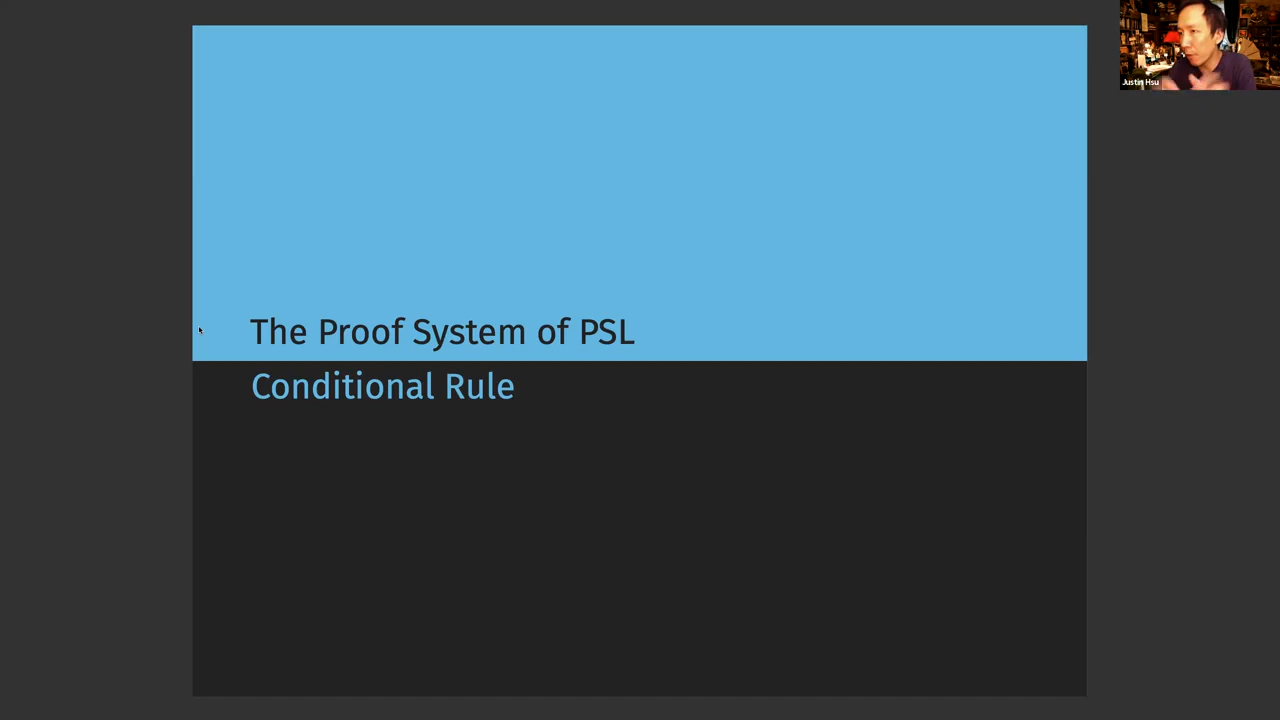 Justin Hsu
The Proof System of PSL
Conditional Rule